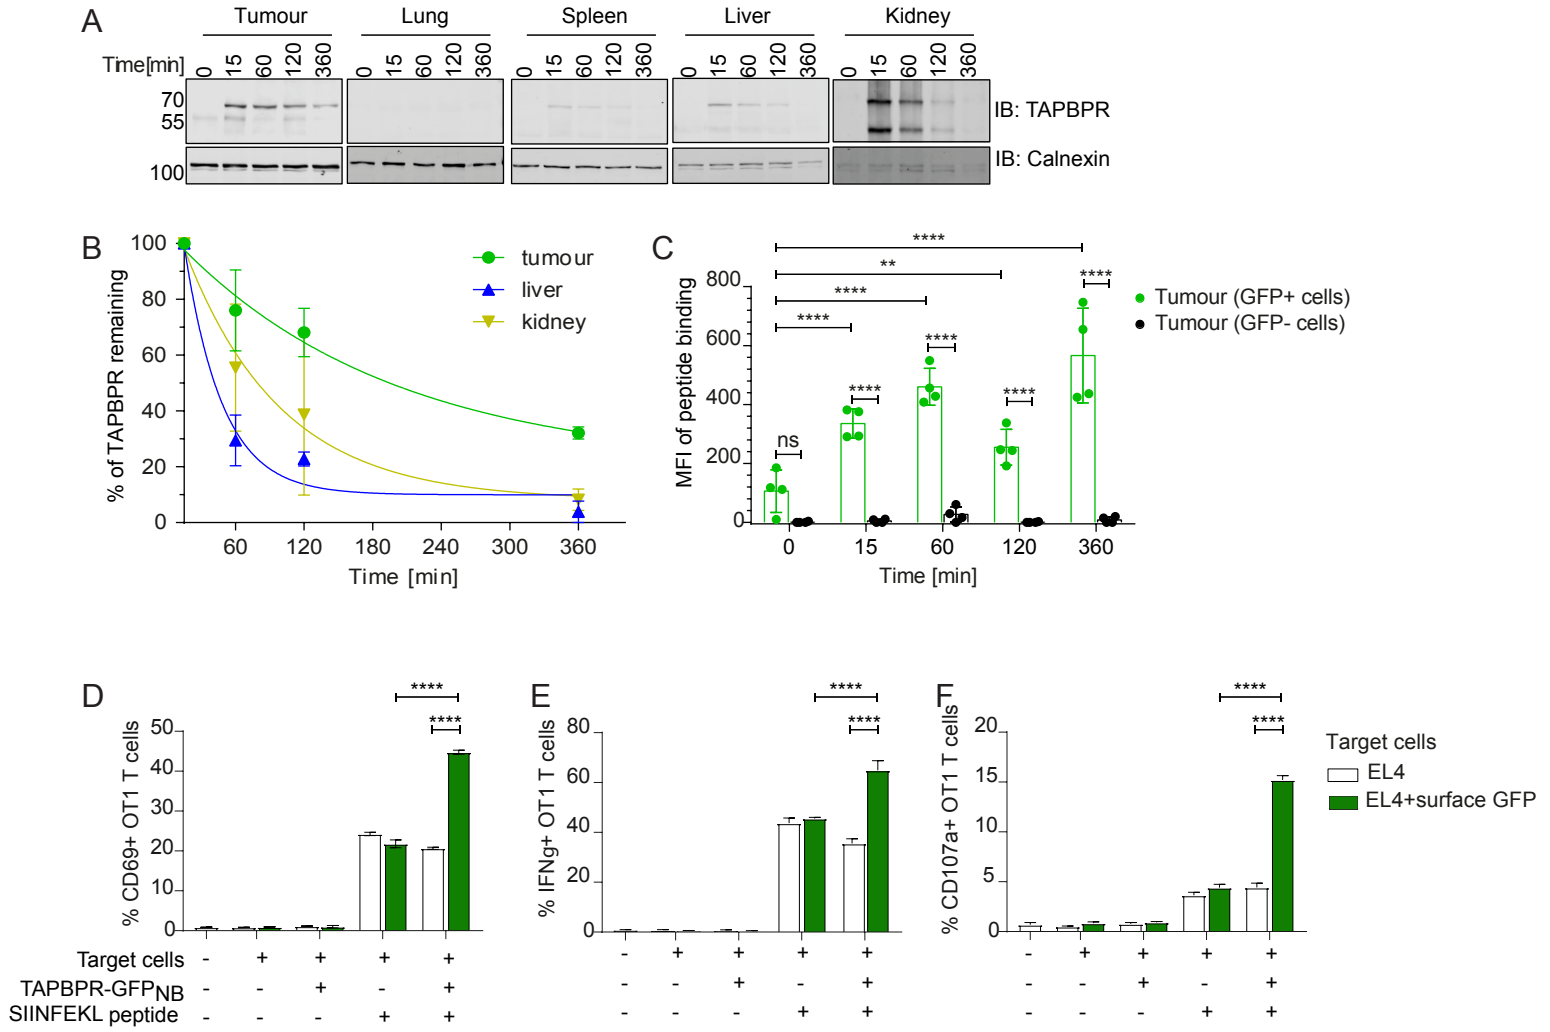 A
Tumour Lung Spleen Liver Kidney
Time[min] 0 15 60 120 360 0 15 60 120 360 0 15 60 120 360 0 15 60 120 360 0 15 60 120 360
70
55
IB: TAPBPR
100
IB: Calnexin
B
% of TAPBPR remaining
100
80
60
40
20
0
60 120 180 240 300 360
Time [min]
tumour
liver
kidney
C
MFI of peptide binding
800
600
400
200
0
0 15 60 120 360
Time [min]
ns **** **** **** ****
**** **** ** ****
Tumour (GFP+ cells)
Tumour (GFP- cells)
D
% CD69+ OT1 T cells
50
40
30
20
10
0
****
****
Target cells - + + + +
TAPBPR-GFPNB - - + - +
SIINFEKL peptide - - - + +
E
% IFNg+ OT1 T cells
80
60
40
20
0
****
****
- + + + +
- - + - +
- - - + +
F
% CD107a+ OT1 T cells
20
15
10
5
0
****
****
- + + + +
- - + - +
- - - + +
Target cells
EL4
EL4+surface GFP